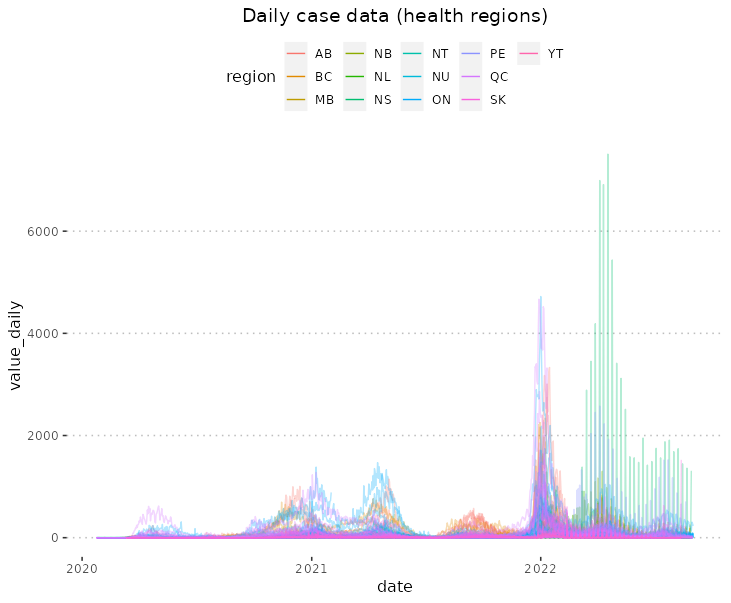 Daily case data (health regions)
region
AB NB NT PE YT
BC NL NU QC
MB NS ON SK
value_daily
6000
4000
2000
0
2020 2021 2022
date